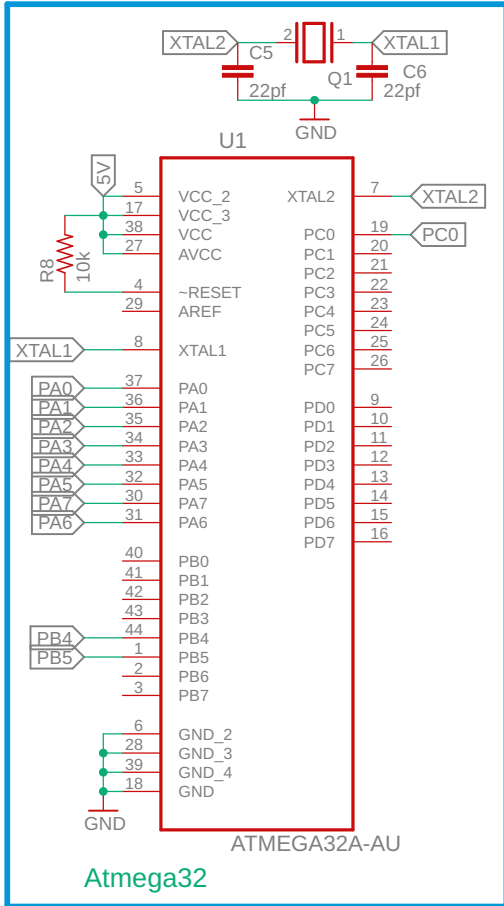 XTAL2 2 1 XTAL1
C5 Q1 C6
22pf 22pf
GND
U1
5V
5 VCC_2 XTAL2 7 XTAL2
17 VCC_3
38 VCC PC0 19 PC0
27 AVCC PC1 20
PC2 21
R8 10k
4 ~RESET PC3 22
29 AREF PC4 23
PC5 24
XTAL1 8 XTAL1 PC6 25
PC7 26
PA0 37 PA0
PA1 36 PA1 PD0 9
PA2 35 PA2 PD1 10
PA3 34 PA3 PD2 11
PA4 33 PA4 PD3 12
PA5 32 PA5 PD4 13
PA7 30 PA7 PD5 14
PA6 31 PA6 PD6 15
PD7 16
40 PB0
41 PB1
42 PB2
43 PB3
PB4 44 PB4
PB5 1 PB5
2 PB6
3 PB7
6 GND_2
28 GND_3
39 GND_4
18 GND
GND
ATMEGA32A-AU
Atmega32